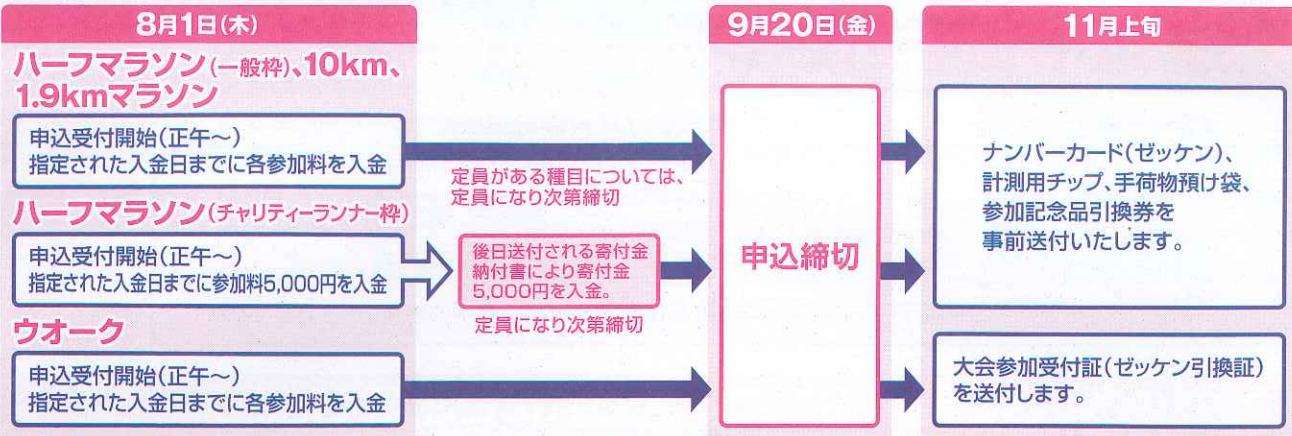 8月1日(木)
9月20日(金)
11月上旬
ハーフマラソン(一般枠)、10km、
1.9kmマラソン
申込受付開始(正午〜)
指定された入金日までに各参加料を入金
定員がある種目については、
定員になり次第締切
ハーフマラソン(チャリティーランナー枠)
申込受付開始(正午〜)
指定された入金日までに参加料5,000円を入金
後日送付される寄付金
納付書により寄付金
5,000円を入金。
定員になり次第締切
ウオーク
申込受付開始(正午〜)
指定された入金日までに各参加料を入金
申込締切
ナンバーカード(ゼッケン)、
計測用チップ、手荷物預け袋、
参加記念品引換券を
事前送付いたします。
大会参加受付証(ゼッケン引換証)
を送付します。